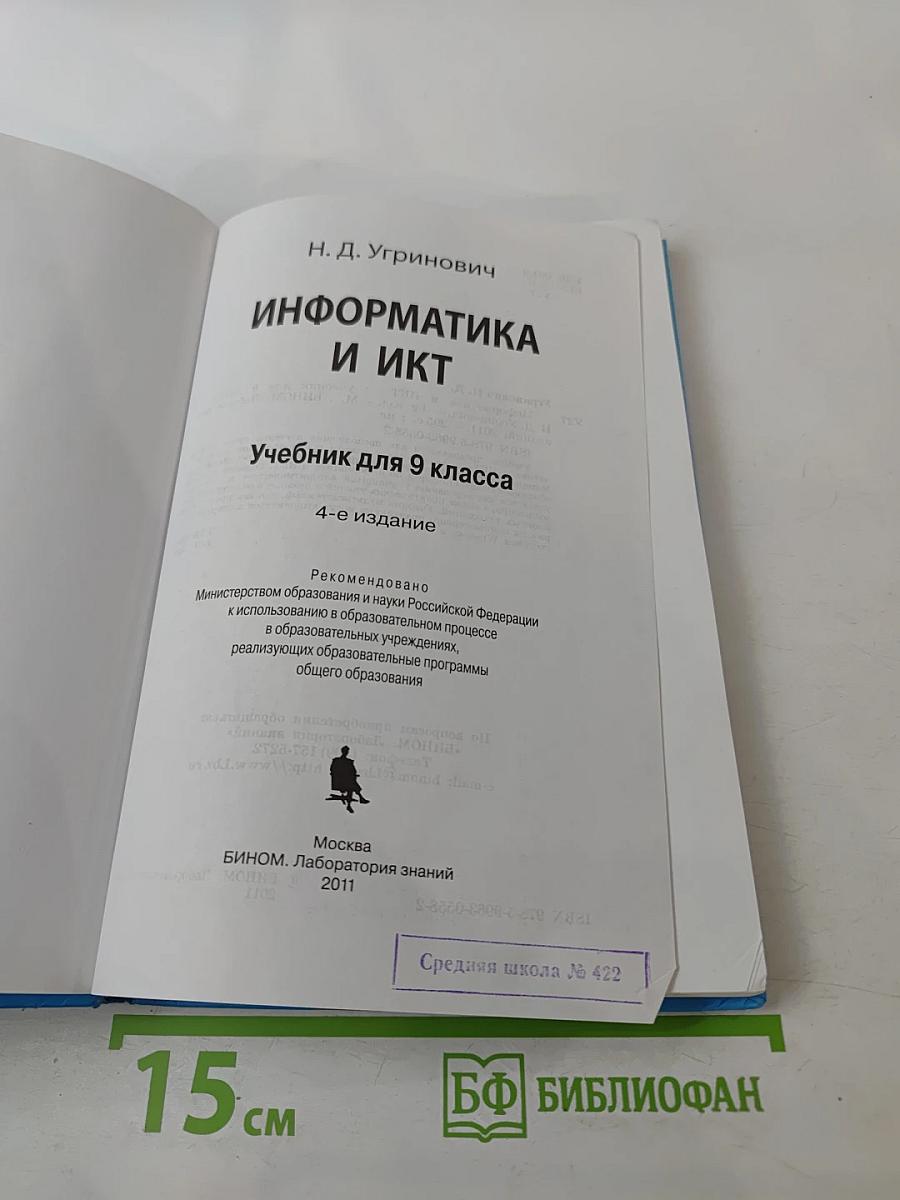 Н. Д. Угринович
ИНФОРМАТИКА
И ИКТ
Учебник для 9 класса
4-е издание
Рекомендовано
Министерством образования и науки Российской Федерации
к использованию в образовательном процессе
в образовательных учреждениях,
реализующих образовательные программы
общего образования
Москва
БИНОМ. Лаборатория знаний
2011
Средняя школа № 422
15 см
БФ БИБЛИОФАН